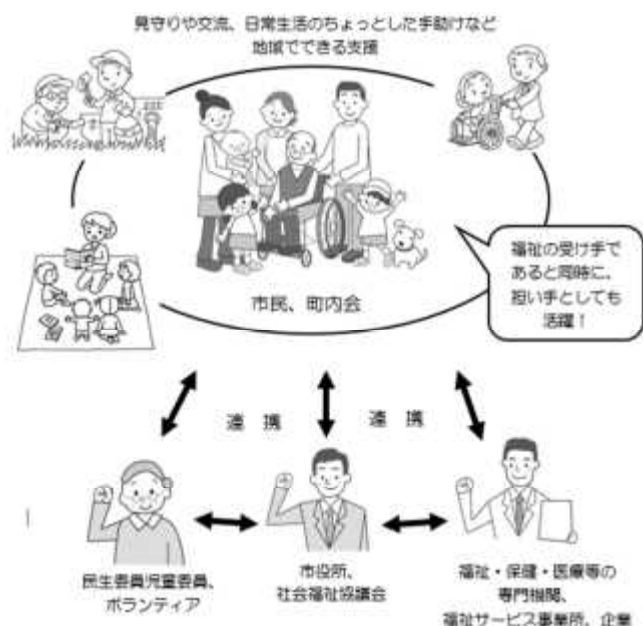 見守りや交流、日常生活のちょっとした手助けなど
地域でできる支援
福祉の受け手で
あると同時に、
担い手としても
活躍！
市民、町内会
連 携
連 携
民生委員児童委員、
ボランティア
市役所、
社会福祉協議会
福祉・保健・医療等の
専門機関、
福祉サービス事業所、企業